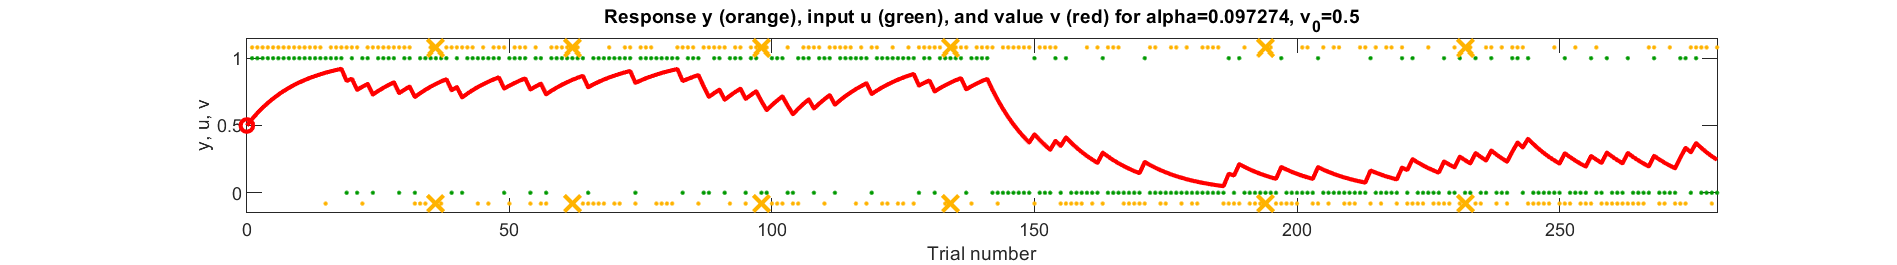 Response y (orange), input u (green), and value v (red) for alpha=0.097274, v0=0.5
y, u, v
1
0.5
0
0 50 100 150 200 250
Trial number